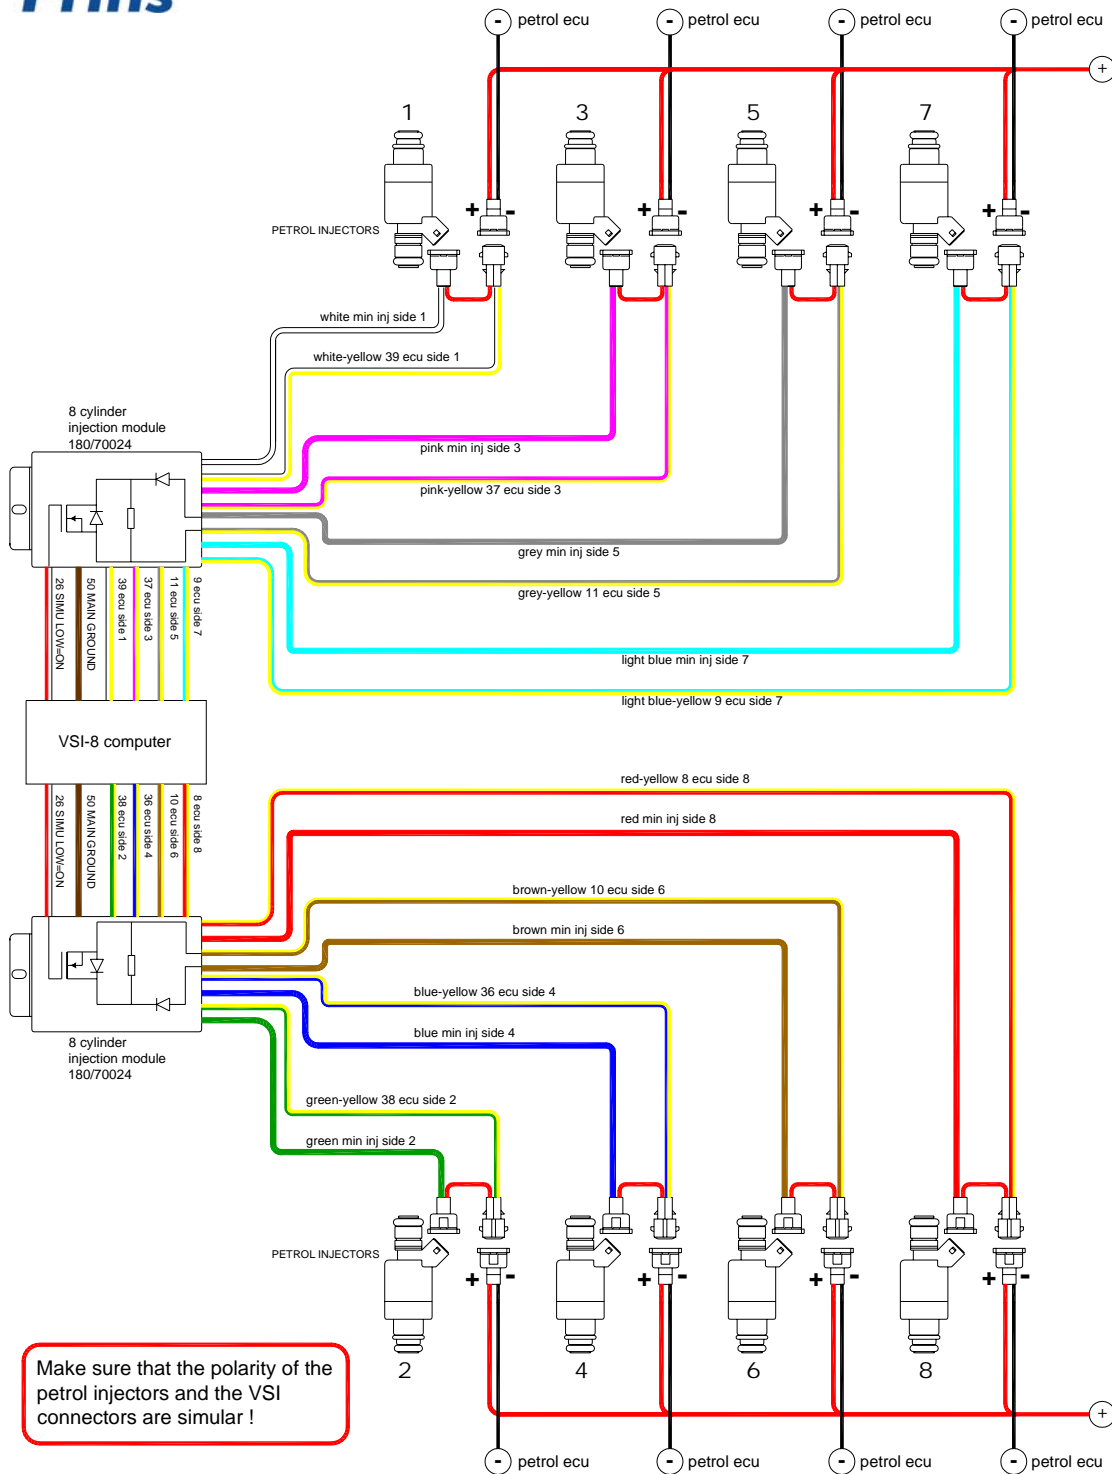 Prins
- petrol ecu - petrol ecu - petrol ecu - petrol ecu
+
1 3 5 7
+ - + - + - + -
PETROL INJECTORS
white min inj side 1
white-yellow 39 ecu side 1
8 cylinder
injection module
180/70024
pink min inj side 3
pink-yellow 37 ecu side 3
grey min inj side 5
grey-yellow 11 ecu side 5
light blue min inj side 7
light blue-yellow 9 ecu side 7
26 SIMU LOW=ON
50 MAIN GROUND
39 ecu side 1
37 ecu side 3
11 ecu side 5
9 ecu side 7
VSI-8 computer
26 SIMU LOW=ON
50 MAIN GROUND
38 ecu side 2
36 ecu side 4
10 ecu side 6
8 ecu side 8
red-yellow 8 ecu side 8
red min inj side 8
brown-yellow 10 ecu side 6
brown min inj side 6
blue-yellow 36 ecu side 4
blue min inj side 4
8 cylinder
injection module
180/70024
green-yellow 38 ecu side 2
green min inj side 2
PETROL INJECTORS
+ - + - + - + -
2 4 6 8
Make sure that the polarity of the
petrol injectors and the VSI
connectors are simular !
+
- petrol ecu - petrol ecu - petrol ecu - petrol ecu